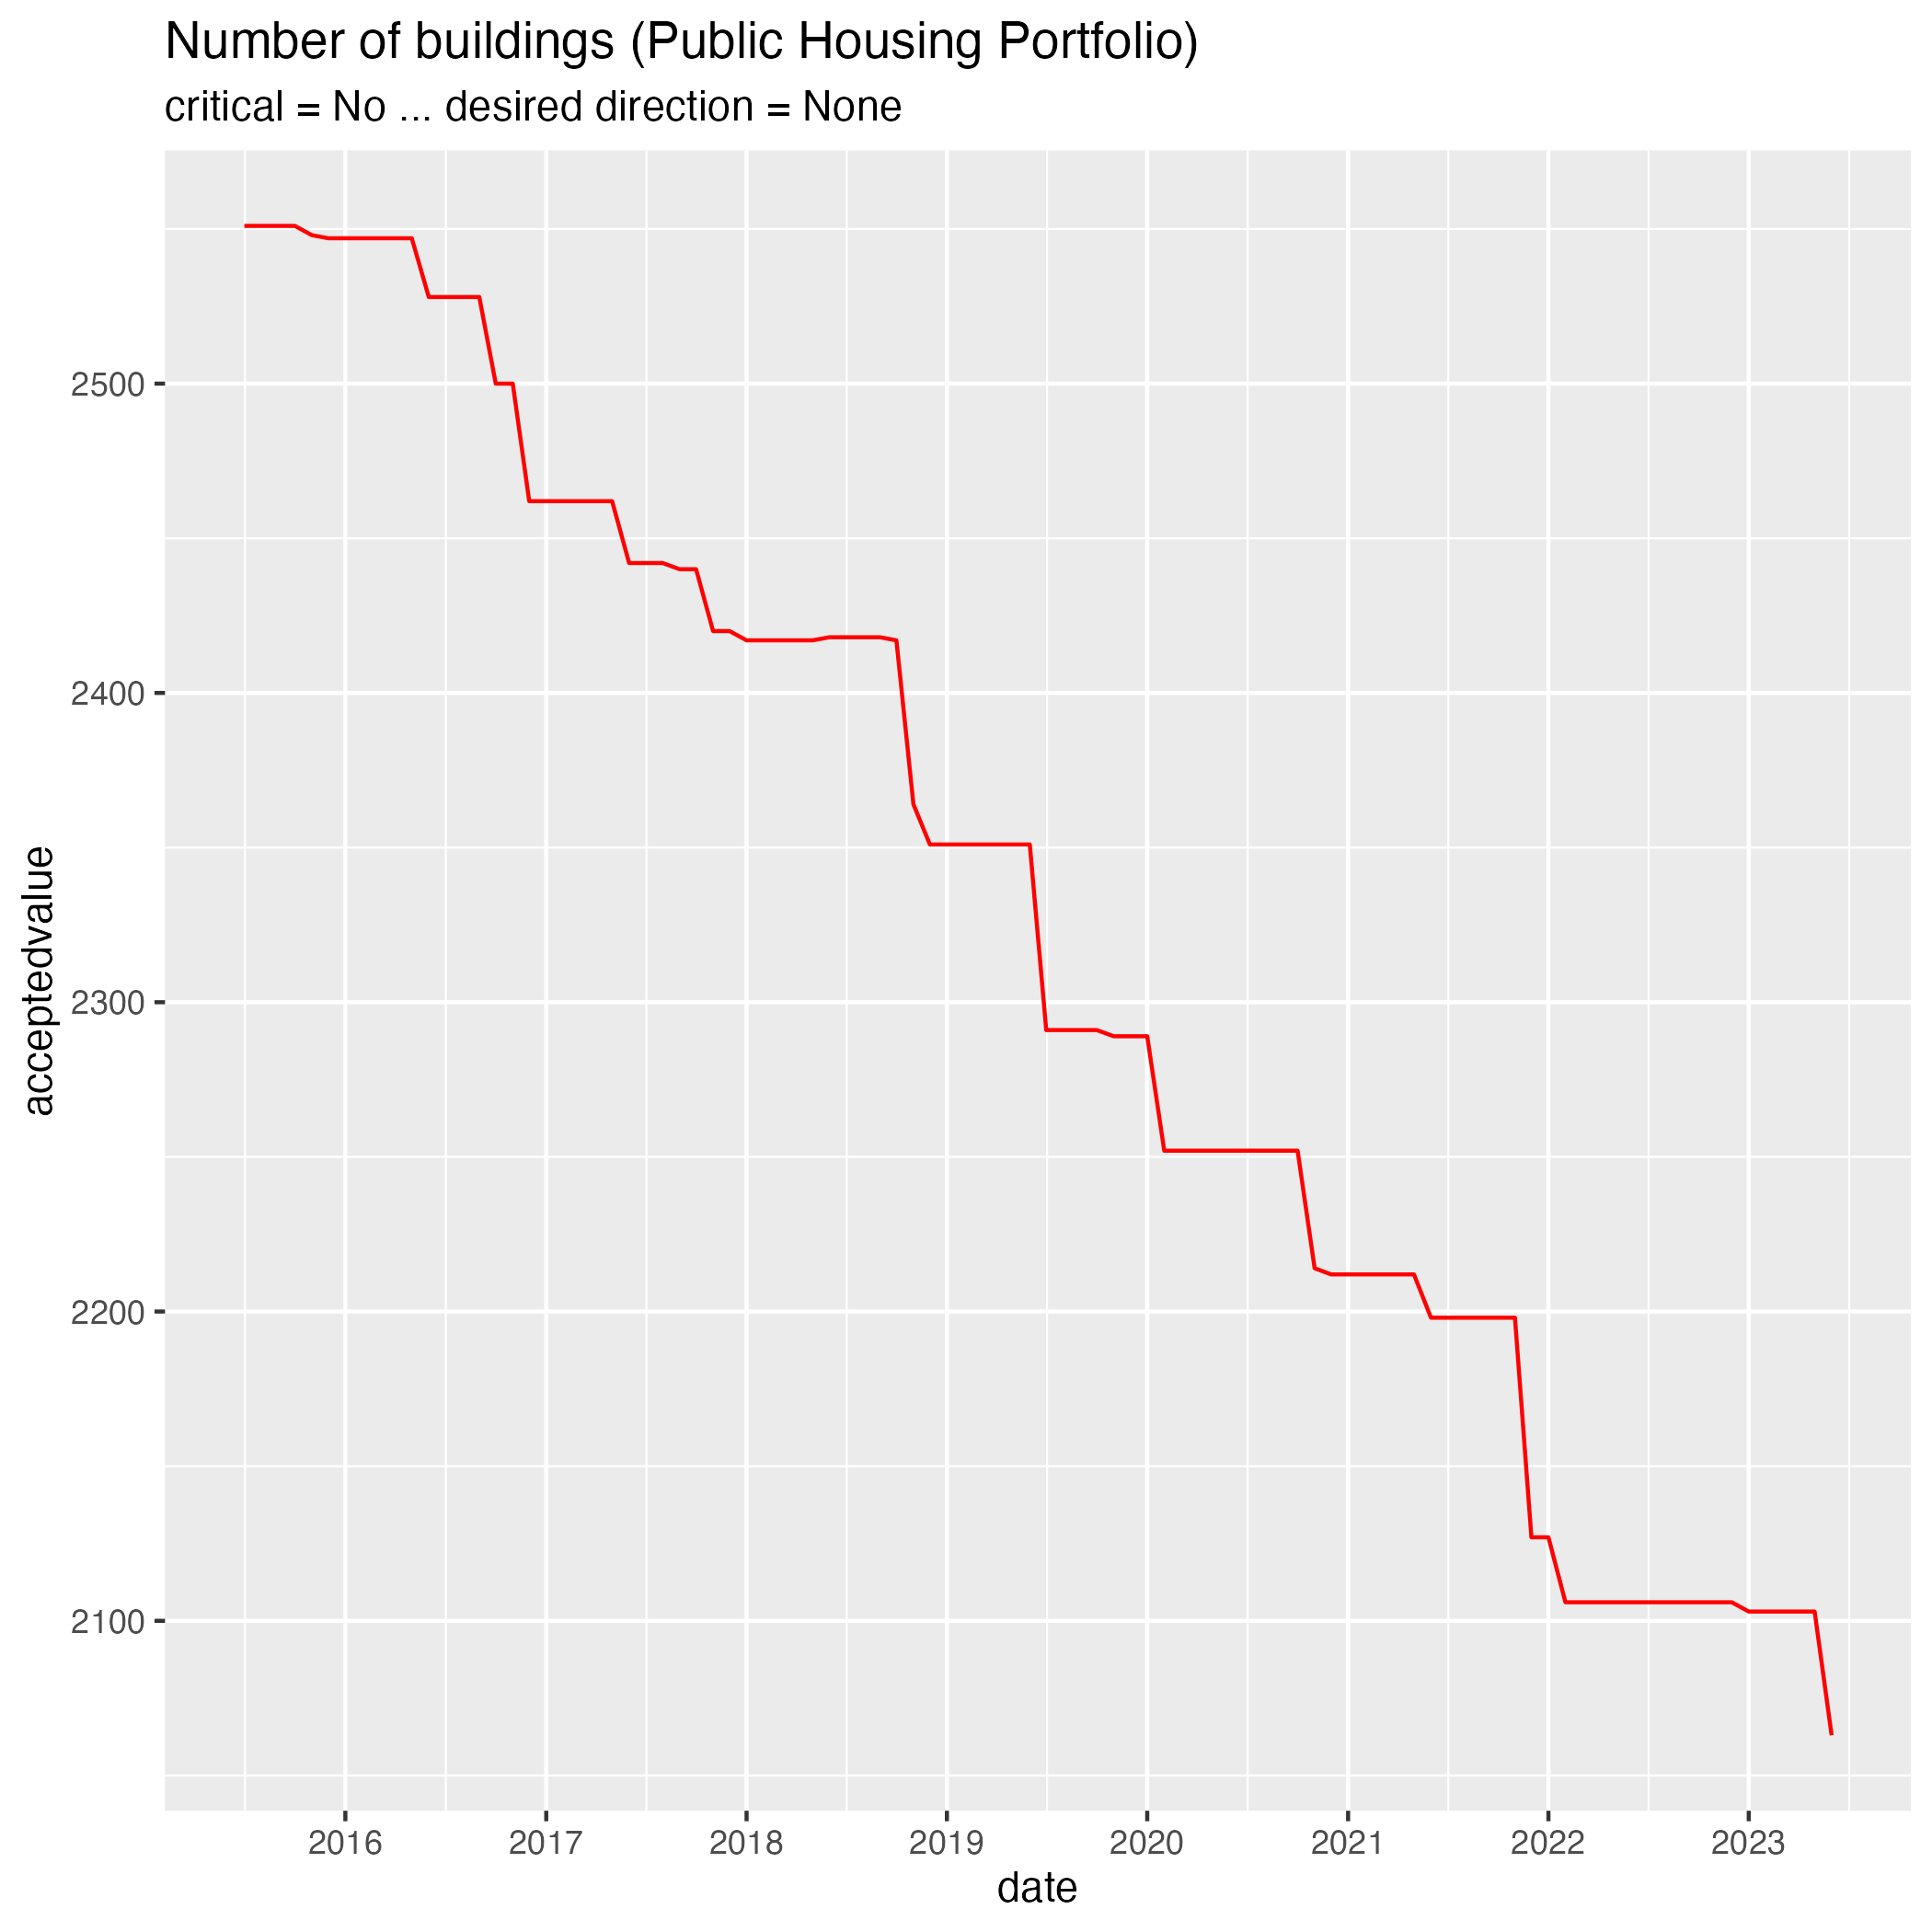 Number of buildings (Public Housing Portfolio)
critical = No ... desired direction = None
acceptedvalue
2500
2400
2300
2200
2100
2016 2017 2018 2019 2020 2021 2022 2023
date